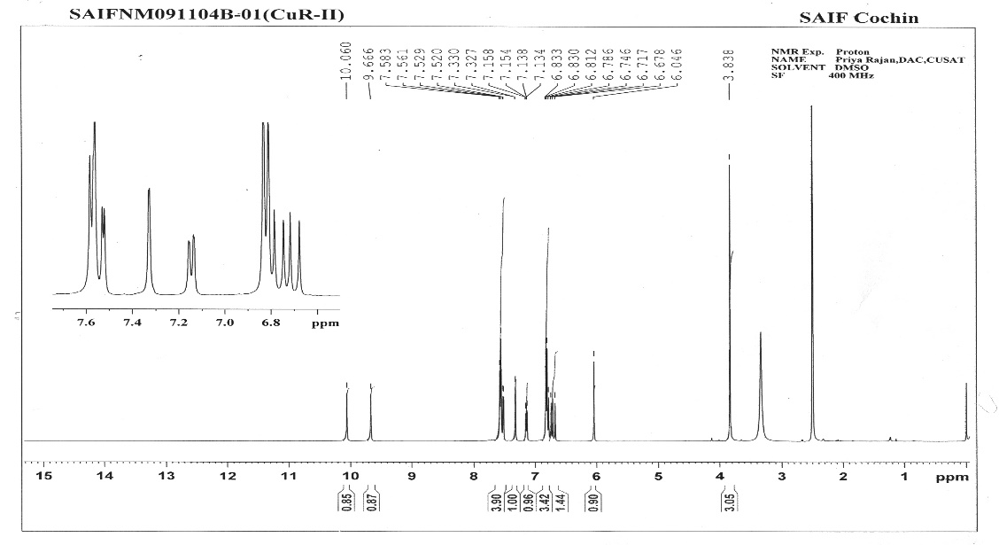 SAIFNM091104B-01(CuR-II)
SAIF Cochin
10.060
9.666
7.583
7.561
7.529
7.520
7.330
7.327
7.158
7.154
7.138
7.134
6.833
6.830
6.812
6.786
6.746
6.717
6.678
6.046
3.838
NMR Exp. Proton
NAME Priya Rajan,DAC,CUSAT
SOLVENT DMSO
SF 400 MHz
7.6 7.4 7.2 7.0 6.8 ppm
15 14 13 12 11 10 9 8 7 6 5 4 3 2 1 ppm
0.85 0.87 3.90 1.00 0.96 3.42 1.44 0.90 3.05